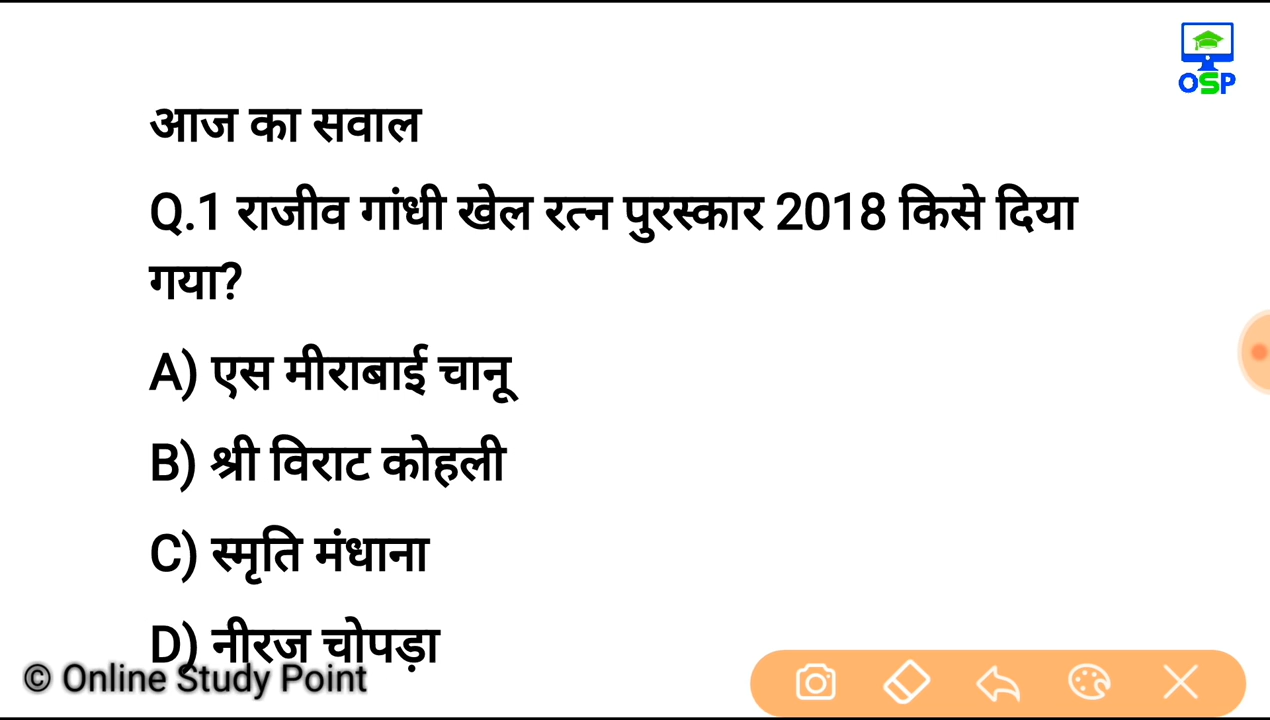 OSP
आज का सवाल
Q.1 राजीव गांधी खेल रत्न पुरस्कार 2018 किसे दिया
गया?
A) एस मीराबाई चानू
B) श्री विराट कोहली
C) स्मृति मंधाना
D) नीरज चोपड़ा
© Online Study Point